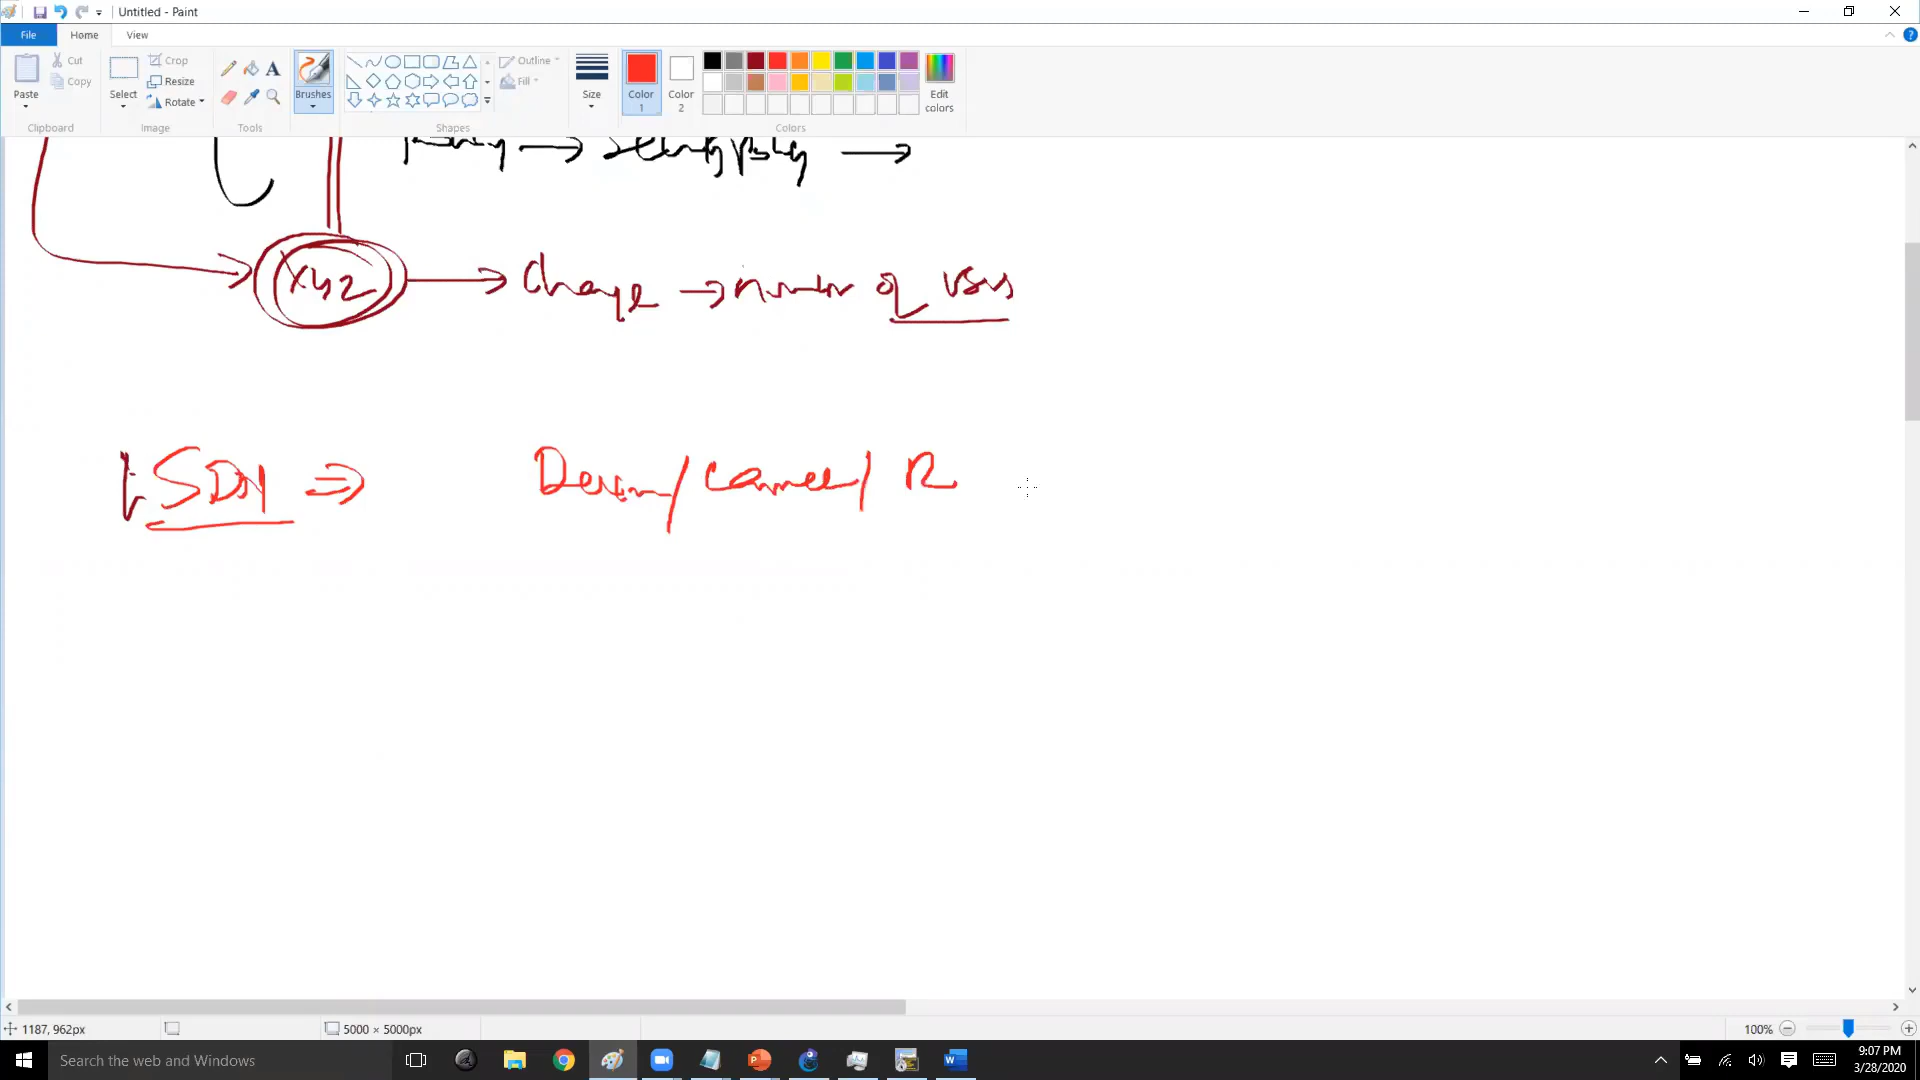 Untitled - Paint
File Home View
Paste Cut Copy Clipboard
Select Crop Resize Rotate Image
Tools
Brushes
Shapes
Outline Fill
Size
Color 1
Color 2
Edit colors
Colors
policy → →
xyz → Change → number of users
SDN ⇒ / / R
1187, 962px
5000 × 5000px
100%
Search the web and Windows
9:07 PM
3/28/2020